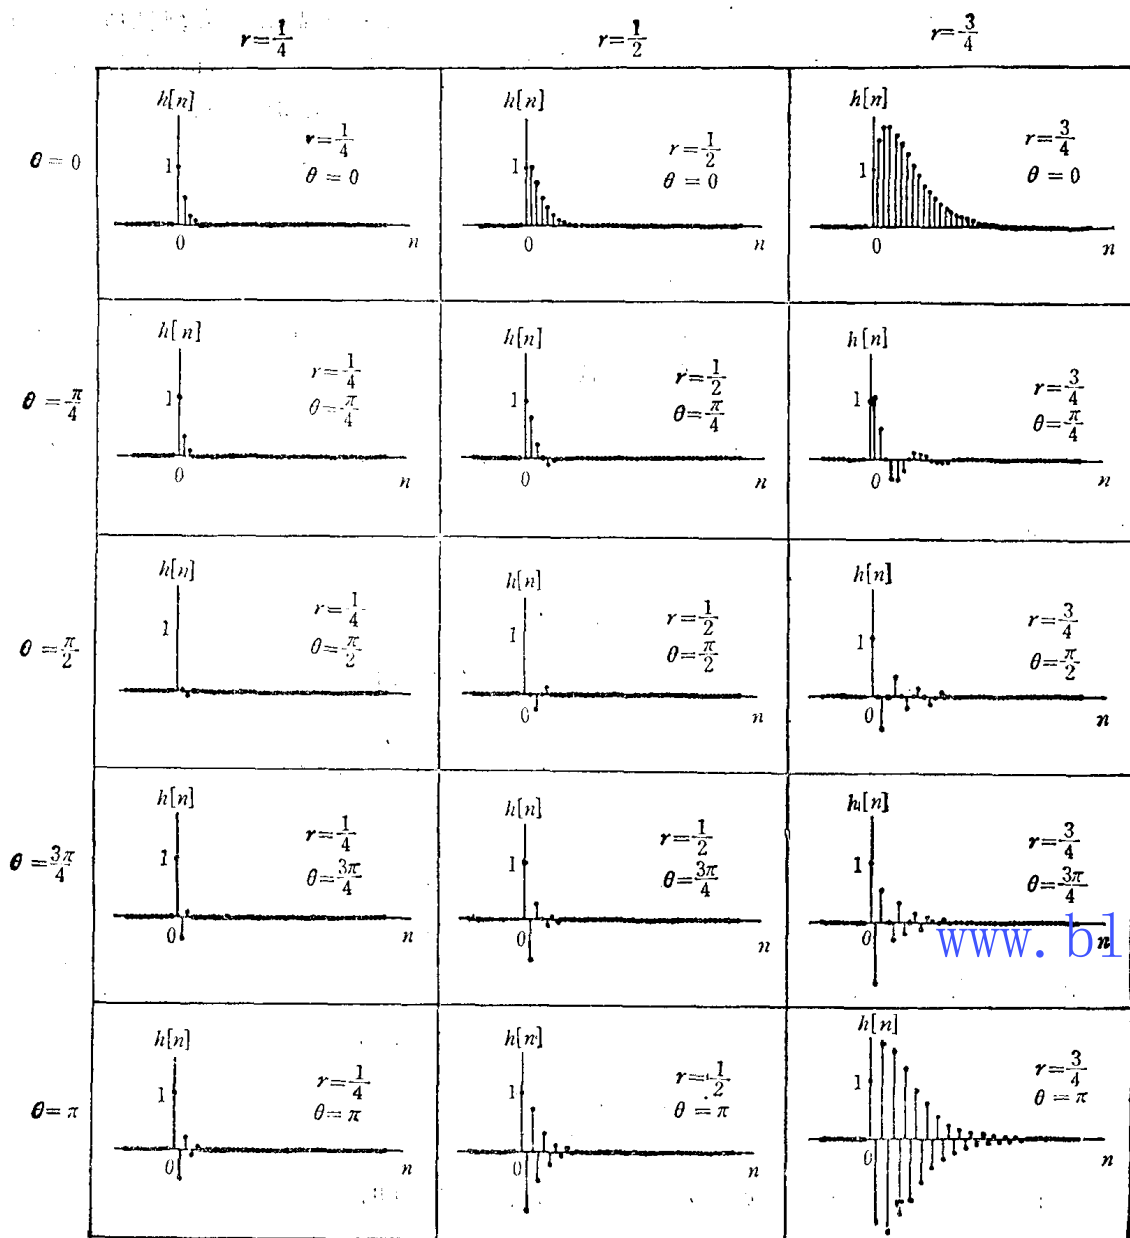 r=1/4 r=1/2 r=3/4
θ=0
h[n] 1 r=1/4 θ=0 0 n
h[n] 1 r=1/2 θ=0 0 n
h[n] 1 r=3/4 θ=0 0 n
θ=π/4
h[n] 1 r=1/4 θ=π/4 0 n
h[n] 1 r=1/2 θ=π/4 0 n
h[n] 1 r=3/4 θ=π/4 0 n
θ=π/2
h[n] 1 r=1/4 θ=π/2
h[n] 1 r=1/2 θ=π/2 0 n
h[n] 1 r=3/4 θ=π/2 0 n
θ=3π/4
h[n] 1 r=1/4 θ=3π/4 0 n
h[n] 1 r=1/2 θ=3π/4 0 n
h[n] 1 r=3/4 θ=3π/4 0 n
www. bl
θ=π
h[n] 1 r=1/4 θ=π 0 n
h[n] 1 r=1/2 θ=π 0 n
h[n] 1 r=3/4 θ=π 0 n